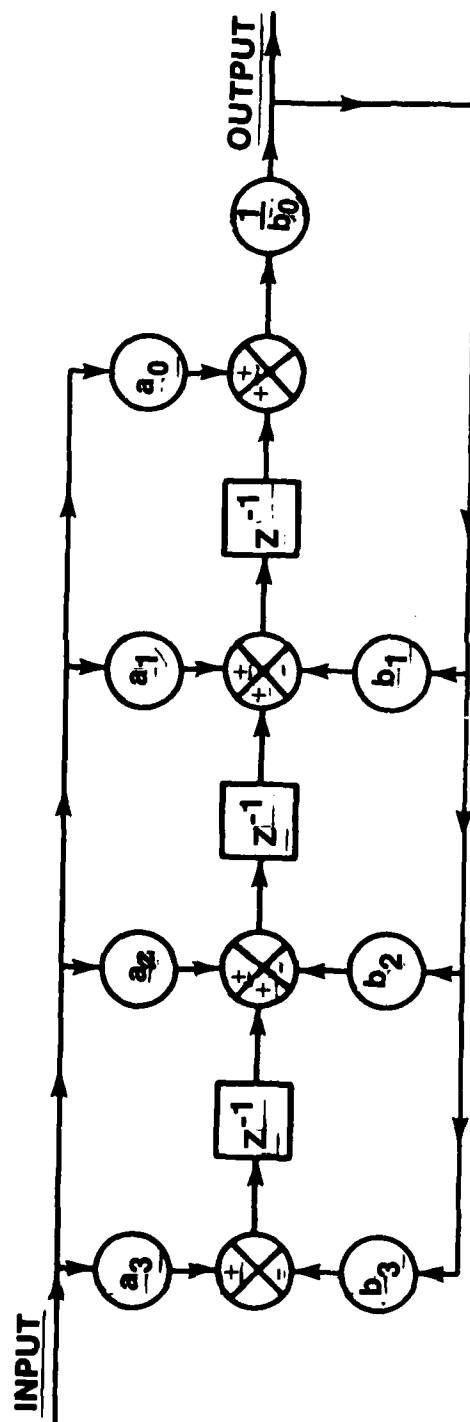 INPUT
OUTPUT
a3
a2
a1
a0
+
-
z-1
+
+
-
z-1
+
+
-
z-1
+
+
1/b0
b3
b2
b1